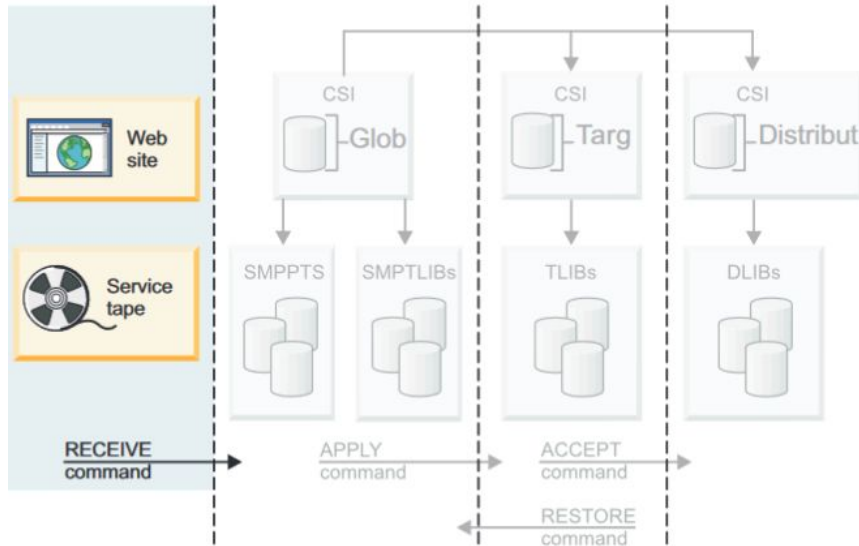 CSI
CSI
CSI
Web
site
Glob
Targ
Distribut
Service
tape
SMPPTS
SMPTLIBs
TLIBs
DLIBs
RECEIVE
command
APPLY
command
ACCEPT
command
RESTORE
command